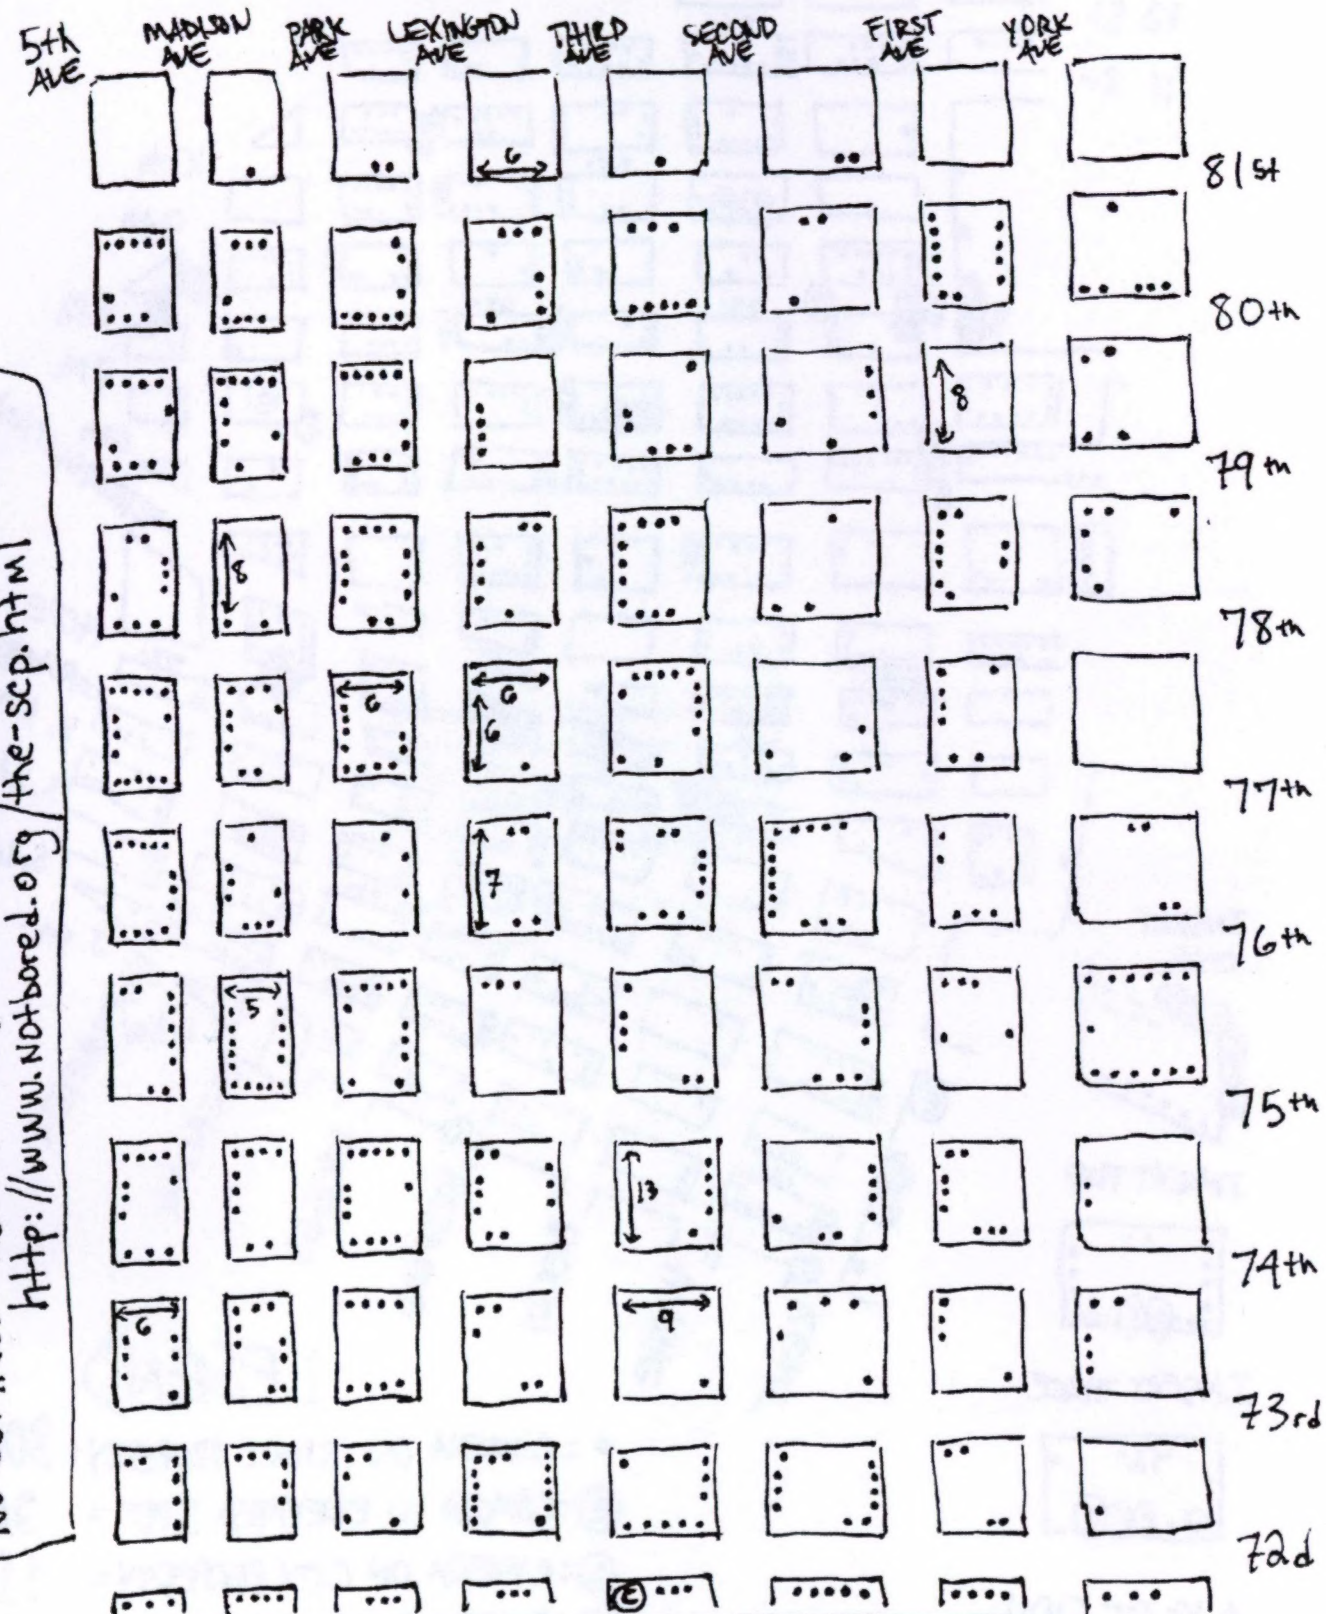 5th
AVE
MADISON
AVE
PARK
AVE
LEXINGTON
AVE
THIRD
AVE
SECOND
AVE
FIRST
AVE
YORK
AVE
6
81st
80th
8
79th
8
78th
6
6
6
77th
7
76th
5
75th
13
74th
6
9
73rd
72d
E
http://www.notbored.org/the-scp.html